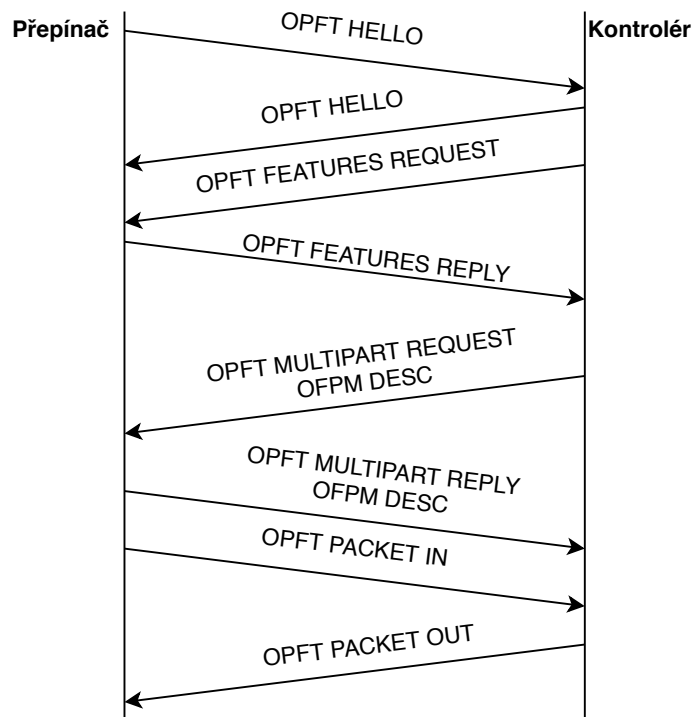 Přepínač
Kontrolér
OPFT HELLO
OPFT HELLO
OPFT FEATURES REQUEST
OPFT FEATURES REPLY
OPFT MULTIPART REQUEST
OFPM DESC
OPFT MULTIPART REPLY
OFPM DESC
OPFT PACKET IN
OPFT PACKET OUT